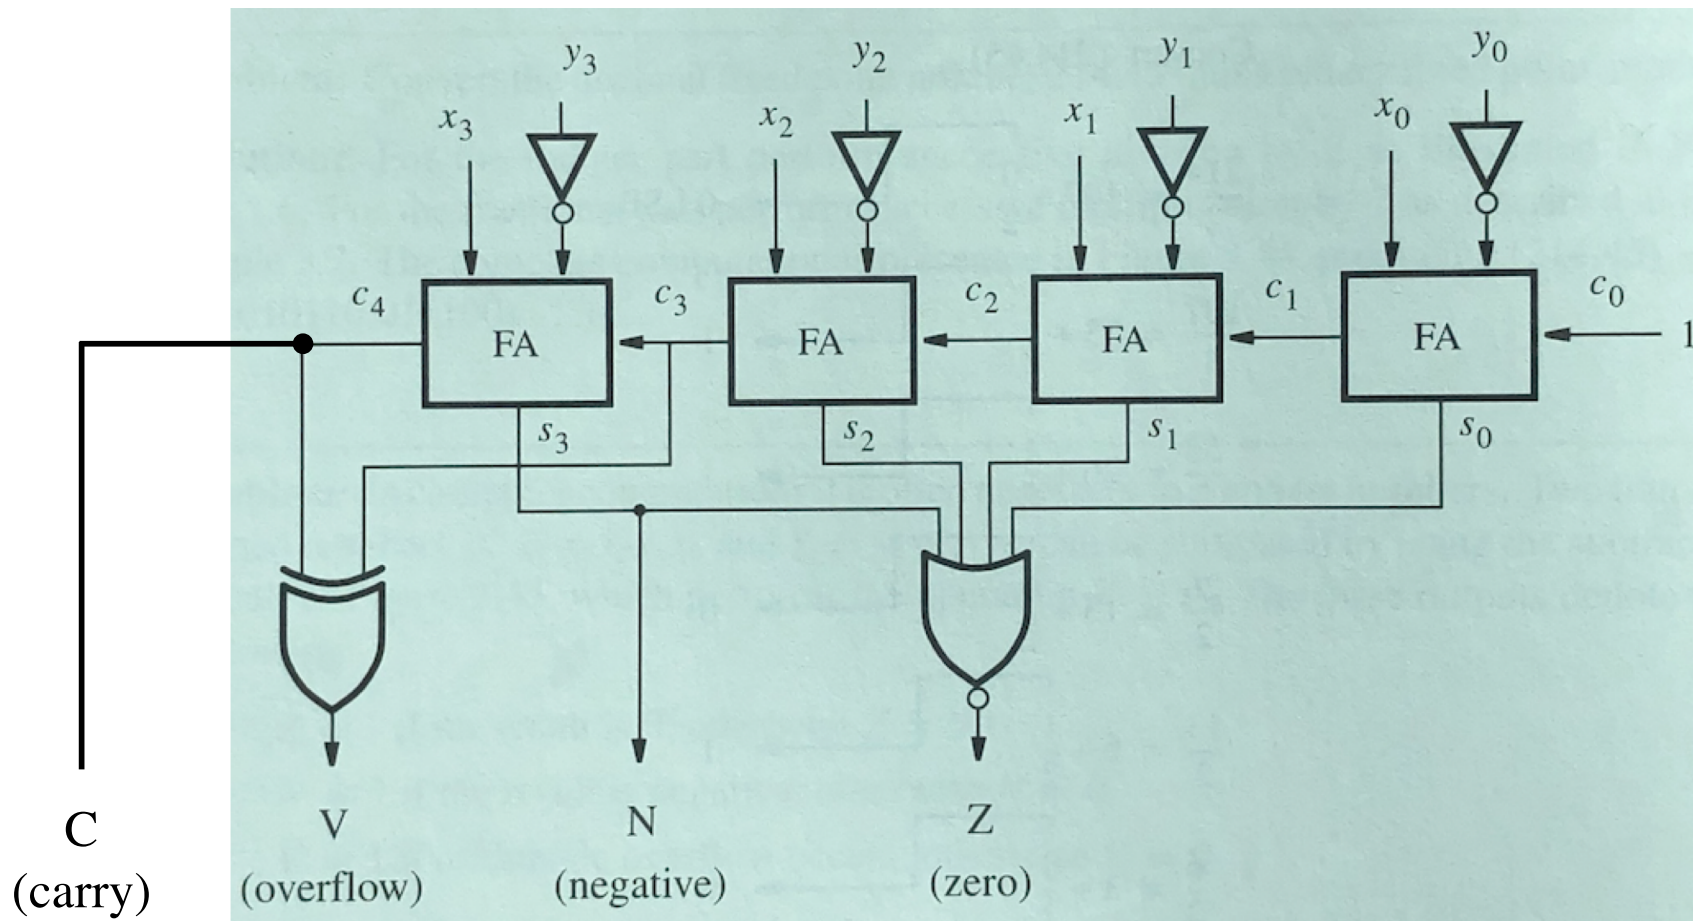 y3 y2 y1 y0
x3 x2 x1 x0
c4 c3 c2 c1 c0
FA FA FA FA 1
s3 s2 s1 s0
C V N Z
(carry) (overflow) (negative) (zero)